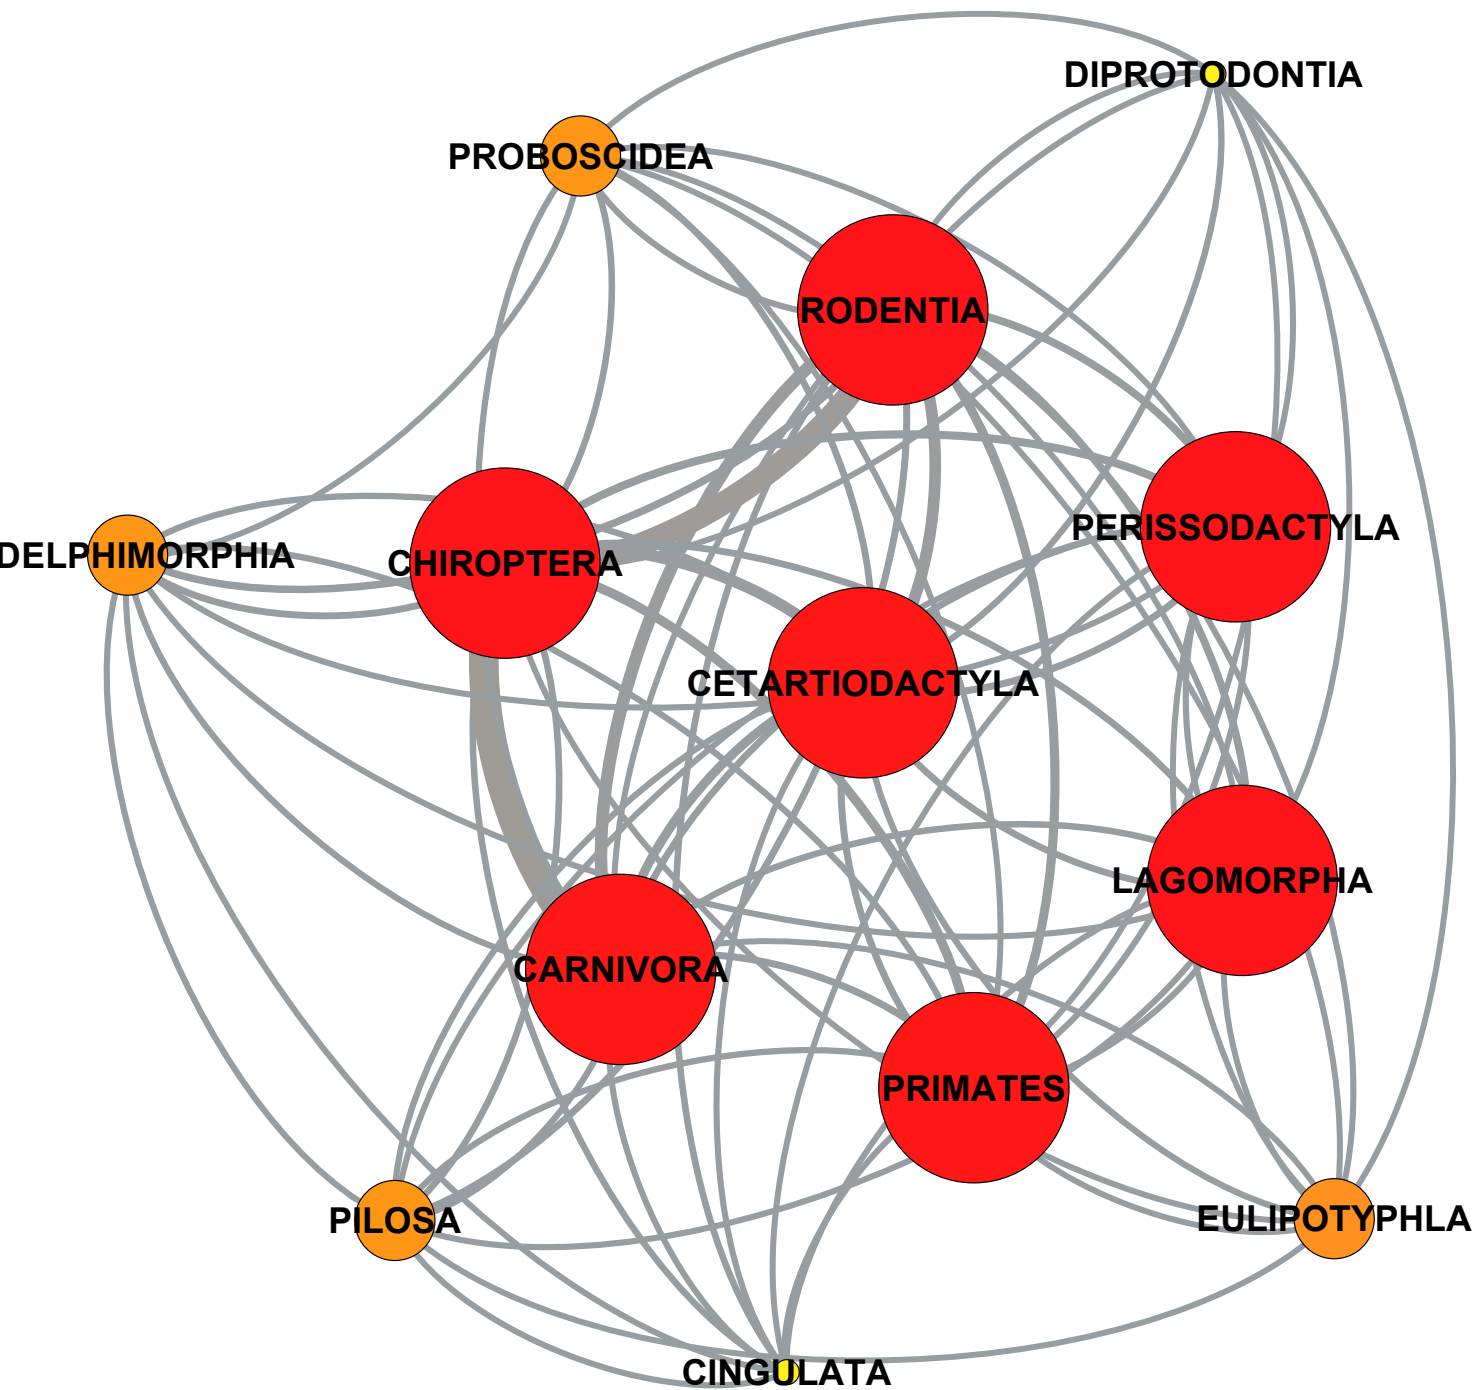 DIPROTODONTIA
PROBOSCIDEA
RODENTIA
PERISSODACTYLA
DELPHIMORPHIA
CHIROPTERA
CETARTIODACTYLA
LAGOMORPHA
CARNIVORA
PRIMATES
PILOSA
EULIPOTYPHLA
CINGULATA